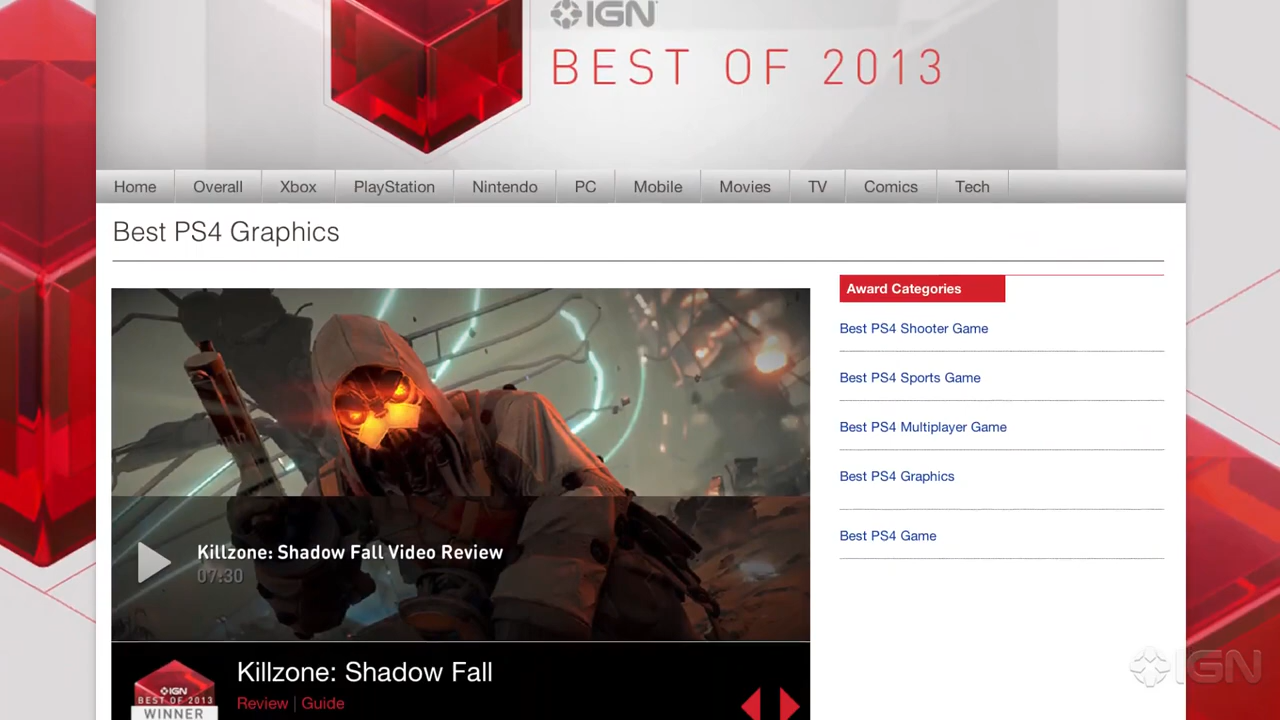 IGN
BEST OF 2013
Home Overall Xbox PlayStation Nintendo PC Mobile Movies TV Comics Tech
Best PS4 Graphics
Award Categories
Best PS4 Shooter Game
Best PS4 Sports Game
Best PS4 Multiplayer Game
Best PS4 Graphics
Best PS4 Game
Killzone: Shadow Fall Video Review
07:30
Killzone: Shadow Fall
Review | Guide
IGN
BEST OF 2013
WINNER
IGN